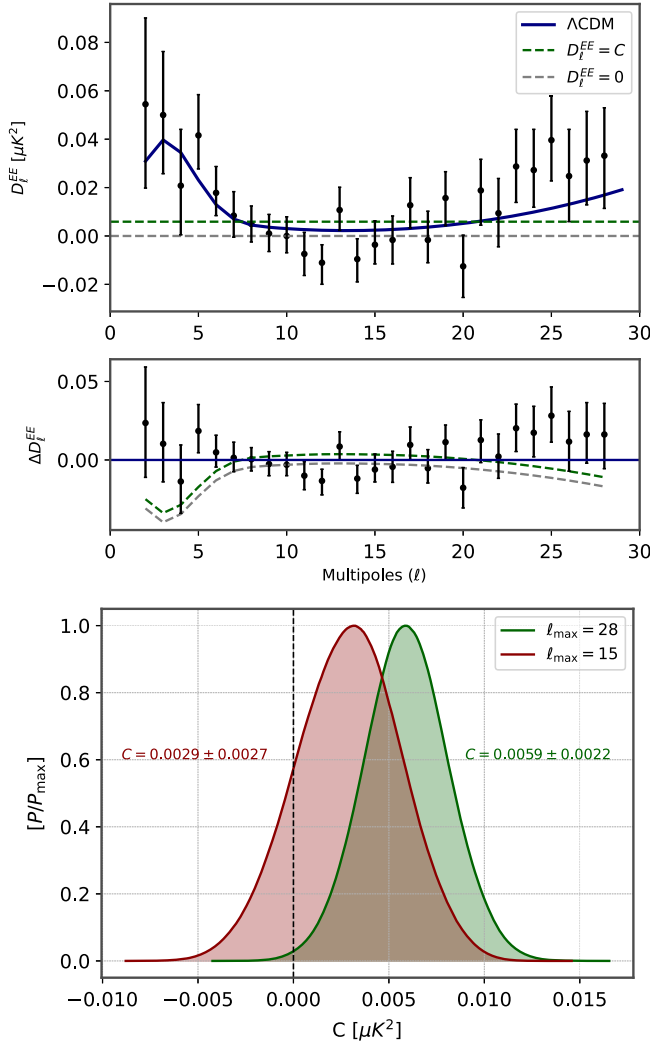 ΛCDM
D_ℓ^{EE} = C
D_ℓ^{EE} = 0
D_ℓ^{EE} [μK²]
0.08
0.06
0.04
0.02
0.00
−0.02
0 5 10 15 20 25 30
ΔD_ℓ^{EE}
0.05
0.00
0 5 10 15 20 25 30
Multipoles (ℓ)
ℓ_max = 28
ℓ_max = 15
[P/P_max]
1.0
0.8
0.6
0.4
0.2
0.0
C = 0.0029 ± 0.0027
C = 0.0059 ± 0.0022
−0.010 −0.005 0.000 0.005 0.010 0.015
C [μK²]